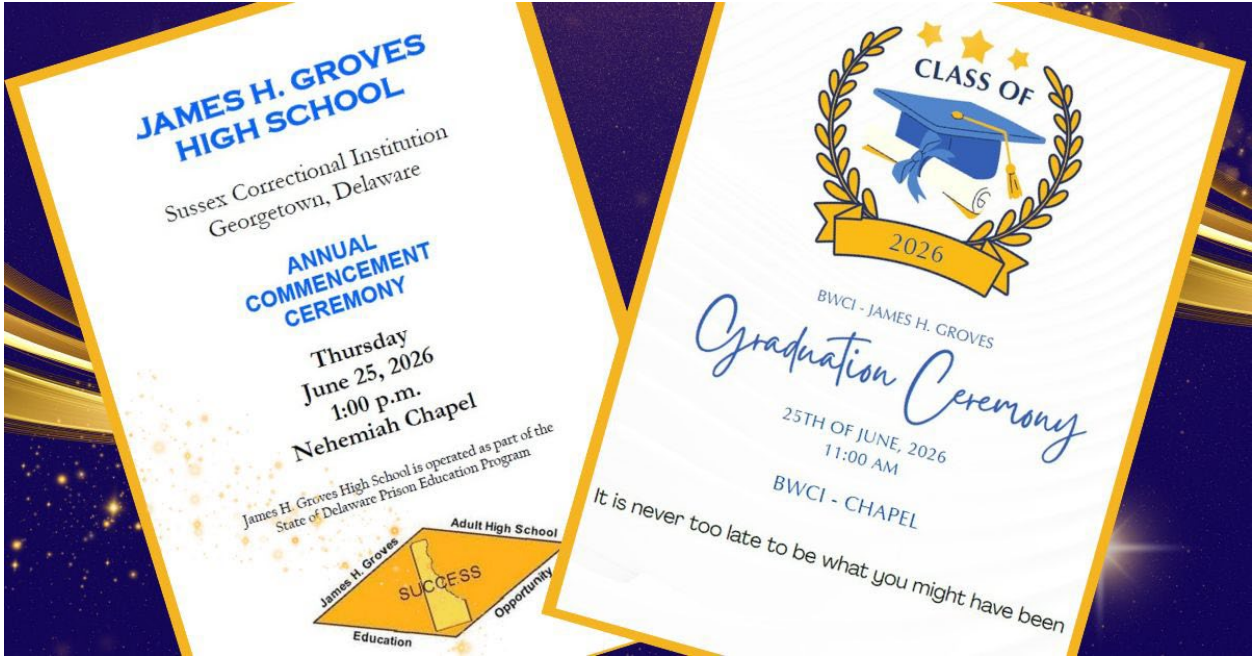 JAMES H. GROVES
HIGH SCHOOL
Sussex Correctional Institution
Georgetown, Delaware
ANNUAL
COMMENCEMENT
CEREMONY
Thursday
June 25, 2026
1:00 p.m.
Nehemiah Chapel
James H. Groves High School is operated as part of the
State of Delaware Prison Education Program
James H. Groves
Adult High School
SUCCESS
Education
Opportunity
CLASS OF
2026
BWCI - JAMES H. GROVES
Graduation Ceremony
25TH OF JUNE, 2026
11:00 AM
BWCI - CHAPEL
It is never too late to be what you might have been